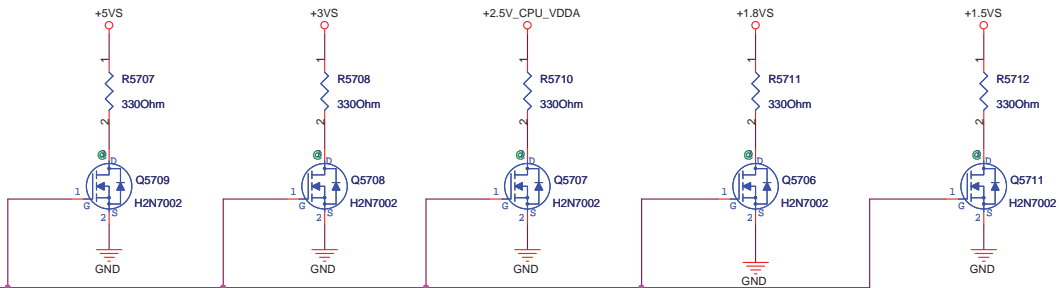 +5VS
+3VS
+2.5V_CPU_VDDA
+1.8VS
+1.5VS
1
1
1
1
1
R5707
R5708
R5710
R5711
R5712
330Ohm
330Ohm
330Ohm
330Ohm
330Ohm
2
2
2
2
2
@
D
@
D
@
D
@
D
@
D
Q5709
Q5708
Q5707
Q5706
Q5711
1
1
1
1
1
H2N7002
H2N7002
H2N7002
H2N7002
H2N7002
G
G
G
G
G
2
S
2
S
2
S
2
S
2
S
GND
GND
GND
GND
GND